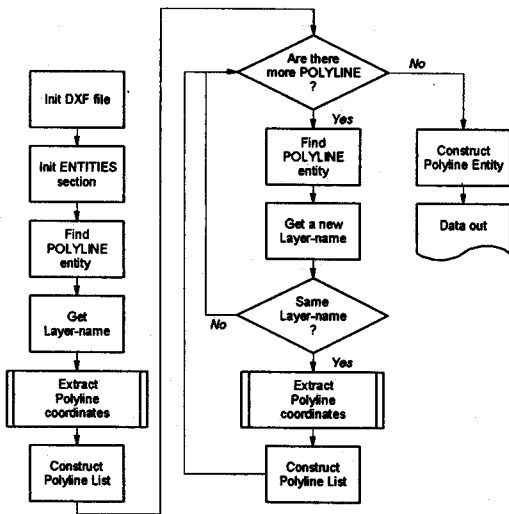 Init DXF file
Init ENTITIES
section
Find
POLYLINE
entity
Get
Layer-name
Extract
Polyline
coordinates
Construct
Polyline List
Are there
more POLYLINE
?
No
Yes
Find
POLYLINE
entity
Get a new
Layer-name
Same
Layer-name
?
No
Yes
Extract
Polyline
coordinates
Construct
Polyline List
Construct
Polyline Entity
Data out